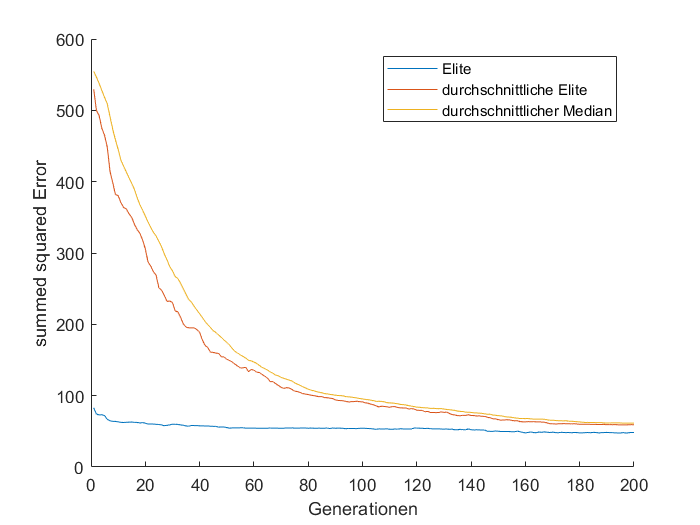 600
500
400
300
200
100
0
summed squared Error
Elite
durchschnittliche Elite
durchschnittlicher Median
0 20 40 60 80 100 120 140 160 180 200
Generationen